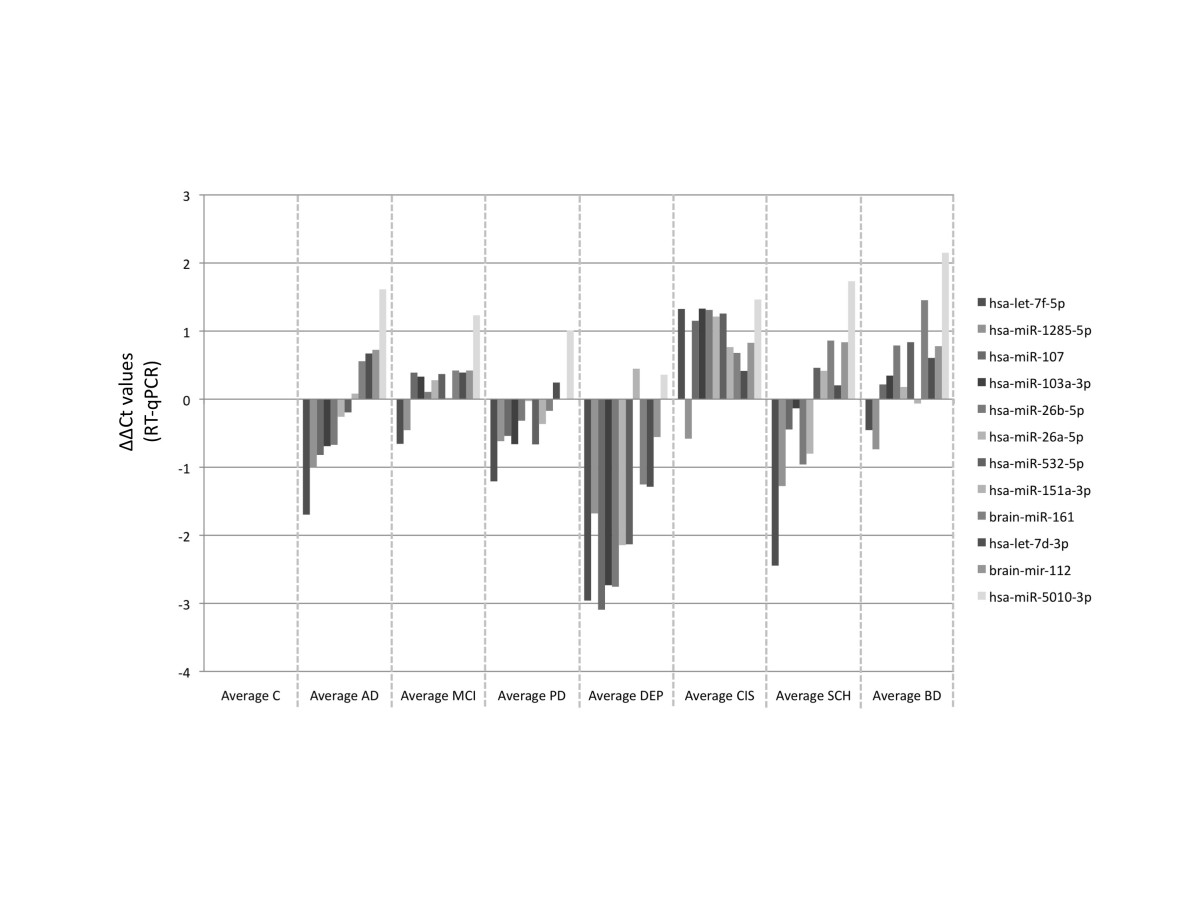 3
2
1
0
-1
-2
-3
-4
ΔΔCt values
(RT-qPCR)
Average C
Average AD
Average MCI
Average PD
Average DEP
Average CIS
Average SCH
Average BD
hsa-let-7f-5p
hsa-miR-1285-5p
hsa-miR-107
hsa-miR-103a-3p
hsa-miR-26b-5p
hsa-miR-26a-5p
hsa-miR-532-5p
hsa-miR-151a-3p
brain-miR-161
hsa-let-7d-3p
brain-mir-112
hsa-miR-5010-3p